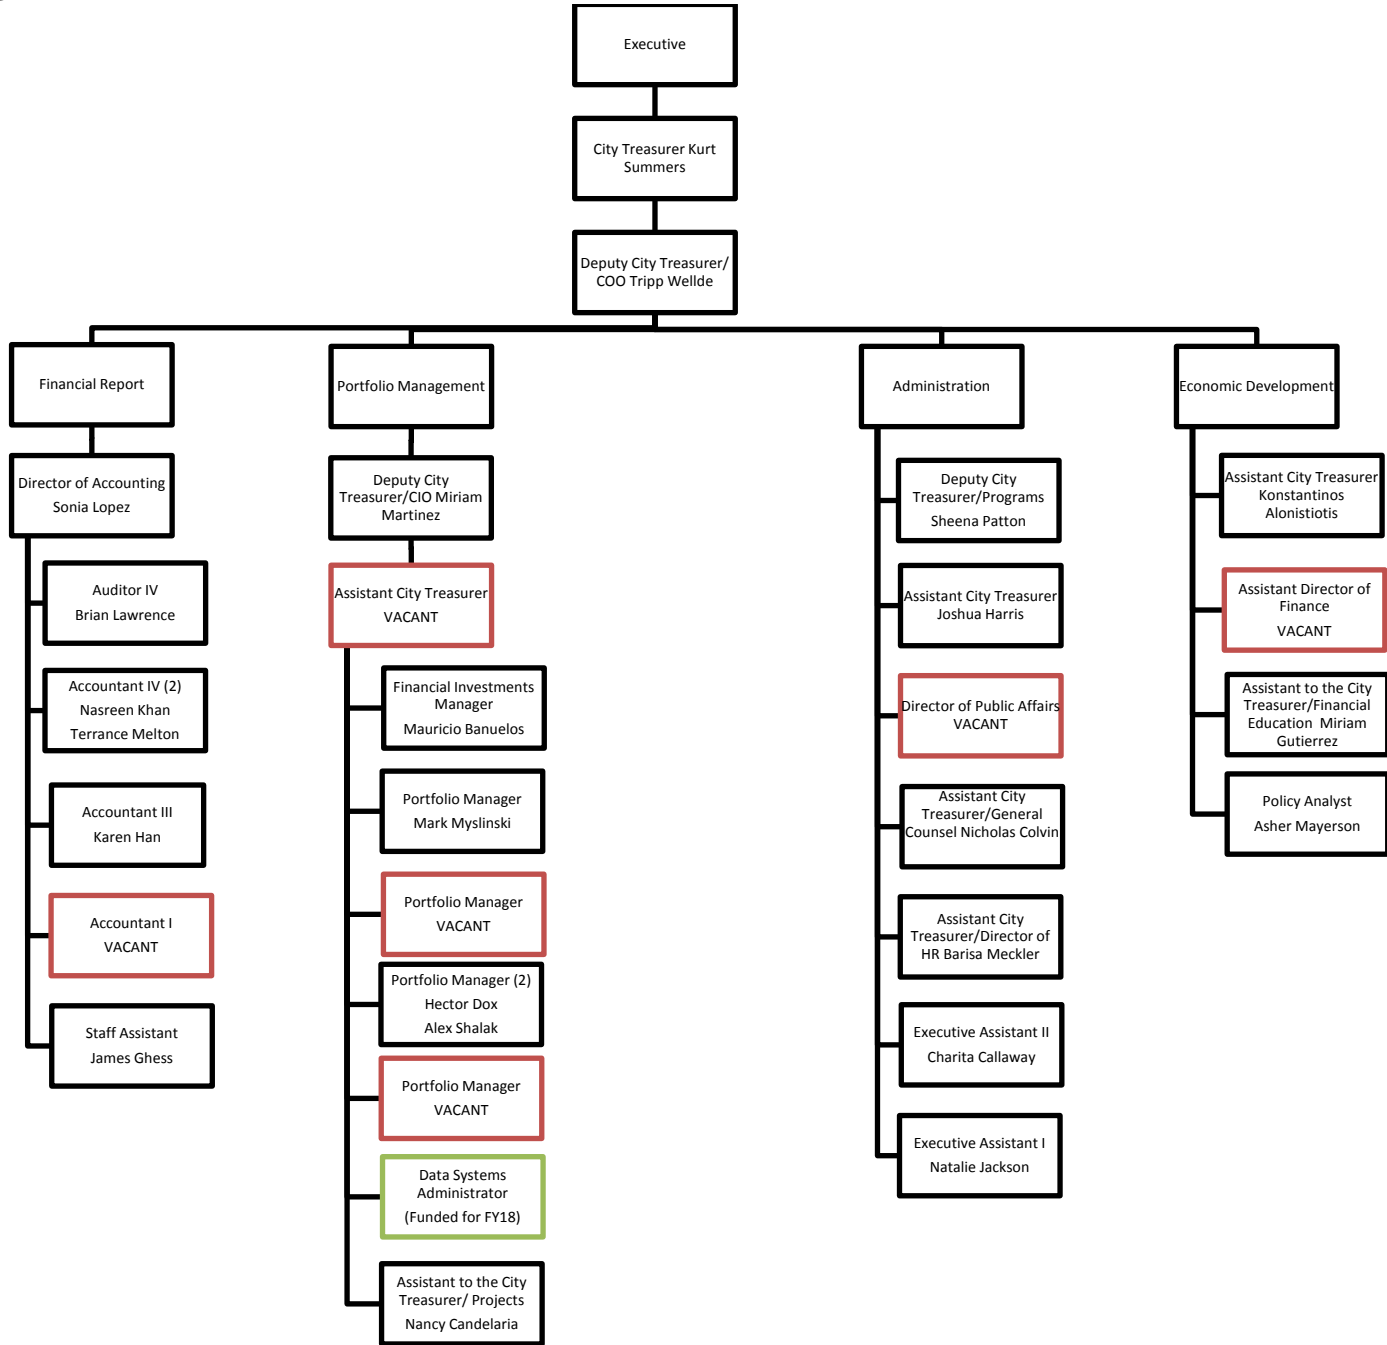 Executive
City Treasurer Kurt
Summers
Deputy City Treasurer/
COO Tripp Wellde
Financial Report
Director of Accounting
Sonia Lopez
Auditor IV
Brian Lawrence
Accountant IV (2)
Nasreen Khan
Terrance Melton
Accountant III
Karen Han
Accountant I
VACANT
Staff Assistant
James Ghess
Portfolio Management
Deputy City
Treasurer/CIO Miriam
Martinez
Assistant City Treasurer
VACANT
Financial Investments
Manager
Mauricio Banuelos
Portfolio Manager
Mark Myslinski
Portfolio Manager
VACANT
Portfolio Manager (2)
Hector Dox
Alex Shalak
Portfolio Manager
VACANT
Data Systems
Administrator
(Funded for FY18)
Assistant to the City
Treasurer/ Projects
Nancy Candelaria
Administration
Deputy City
Treasurer/Programs
Sheena Patton
Assistant City Treasurer
Joshua Harris
Director of Public Affairs
VACANT
Assistant City
Treasurer/General
Counsel Nicholas Colvin
Assistant City
Treasurer/Director of
HR Barisa Meckler
Executive Assistant II
Charita Callaway
Executive Assistant I
Natalie Jackson
Economic Development
Assistant City Treasurer
Konstantinos
Alonistiotis
Assistant Director of
Finance
VACANT
Assistant to the City
Treasurer/Financial
Education  Miriam
Gutierrez
Policy Analyst
Asher Mayerson